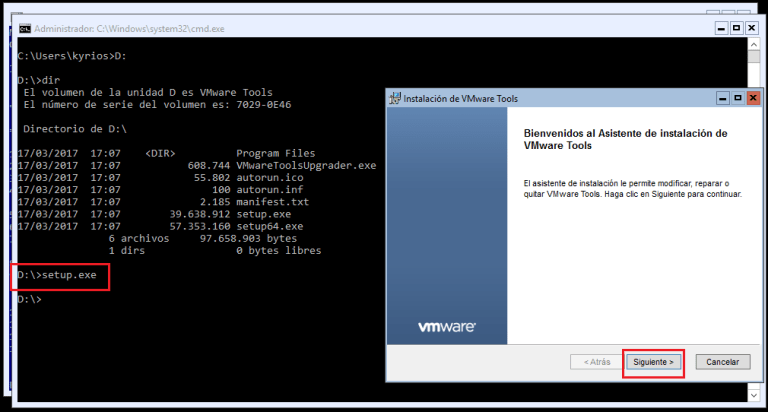 Administrador: C:\Windows\system32\cmd.exe
C:\Users\kyrios>D:
D:\>dir
El volumen de la unidad D es VMware Tools
El número de serie del volumen es: 7029-0E46
Directorio de D:\
17/03/2017 17:07 <DIR> Program Files
17/03/2017 17:07 608.744 VMwareToolsUpgrader.exe
17/03/2017 17:07 55.802 autorun.ico
17/03/2017 17:07 100 autorun.inf
17/03/2017 17:07 2.185 manifest.txt
17/03/2017 17:07 39.638.912 setup.exe
17/03/2017 17:07 57.353.160 setup64.exe
6 archivos 97.658.903 bytes
1 dirs 0 bytes libres
D:\>setup.exe
D:\>
Instalación de VMware Tools
Bienvenidos al Asistente de instalación de
VMware Tools
El asistente de instalación le permite modificar, reparar o
quitar VMware Tools. Haga clic en Siguiente para continuar.
vmware
< Atrás Siguiente > Cancelar